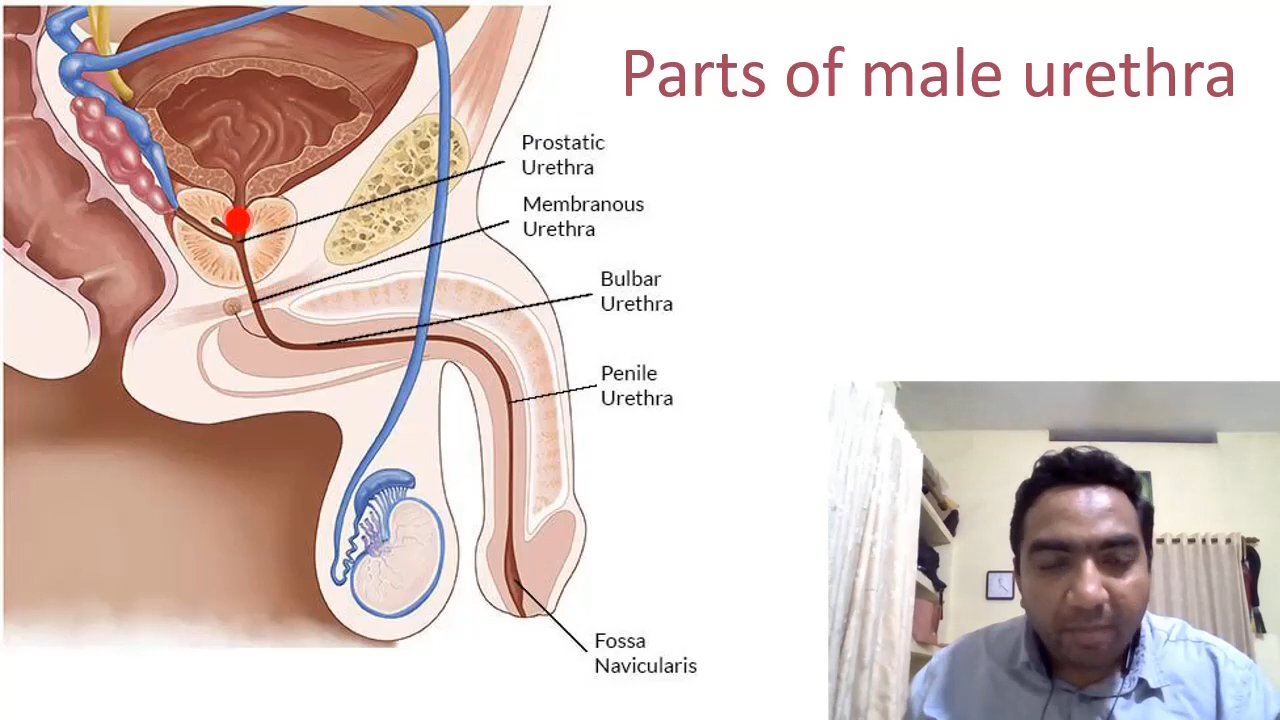 Parts of male urethra
Prostatic
Urethra
Membranous
Urethra
Bulbar
Urethra
Penile
Urethra
Fossa
Navicularis